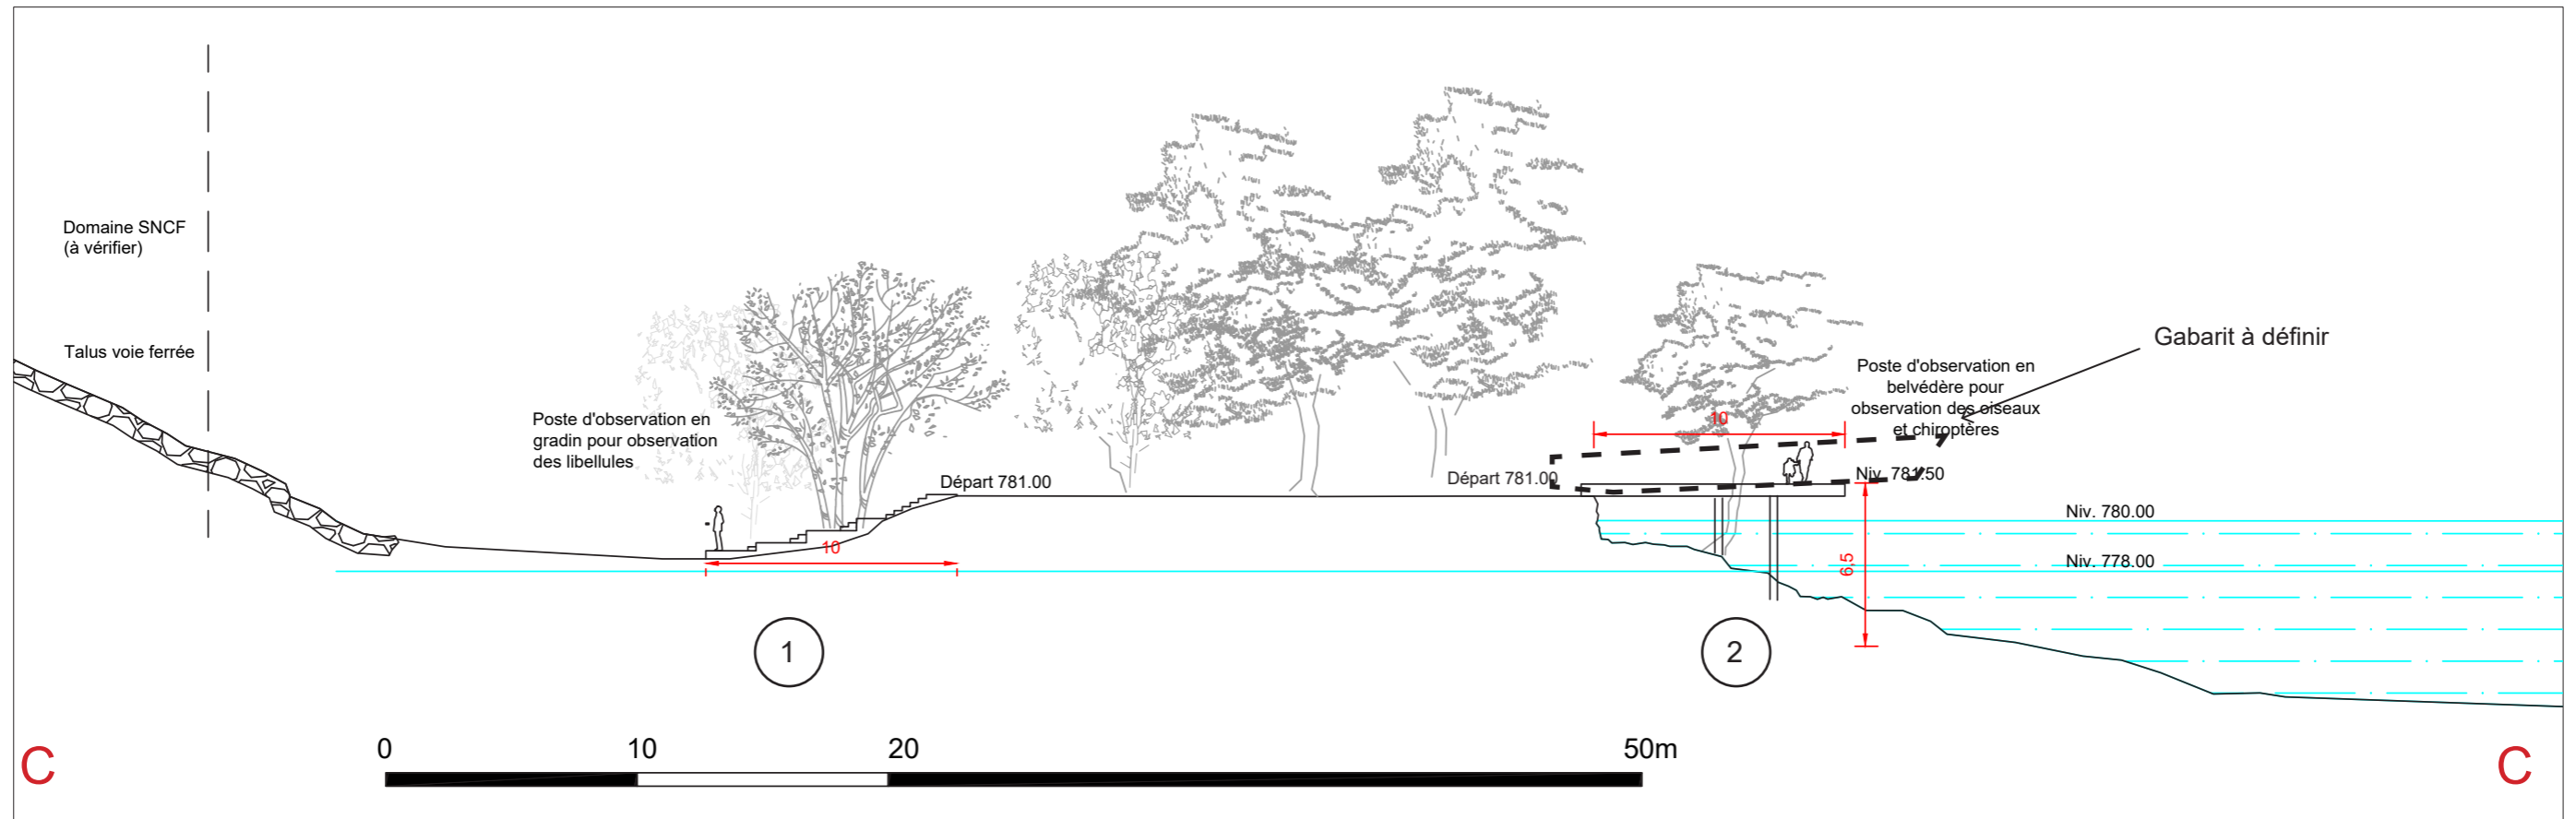 Domaine SNCF
(à vérifier)
Talus voie ferrée
Poste d'observation en
gradin pour observation
des libellules
Départ 781.00
10
Départ 781.00
10
Poste d'observation en
belvédère pour
observation des oiseaux
et chiroptères
Gabarit à définir
Niv. 781.50
Niv. 780.00
Niv. 778.00
6,5
1
2
0
10
20
50m
C
C